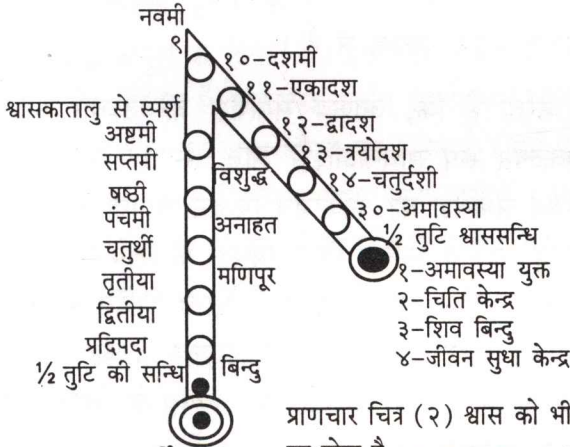 नवमी
९
१०-दशमी
११-एकादश
श्वासकातालु से स्पर्श
१२-द्वादश
अष्टमी
१३-त्रयोदश
सप्तमी
विशुद्ध
१४-चतुर्दशी
षष्ठी
३०-अमावस्या
पंचमी
अनाहत
½ तुटि श्वाससन्धि
चतुर्थी
१-अमावस्या युक्त
तृतीया
मणिपूर
२-चिति केन्द्र
द्वितीया
३-शिव बिन्दु
प्रदिपदा
४-जीवन सुधा केन्द्र
½ तुटि की सन्धि
बिन्दु
प्राणचार चित्र (२) श्वास को भी